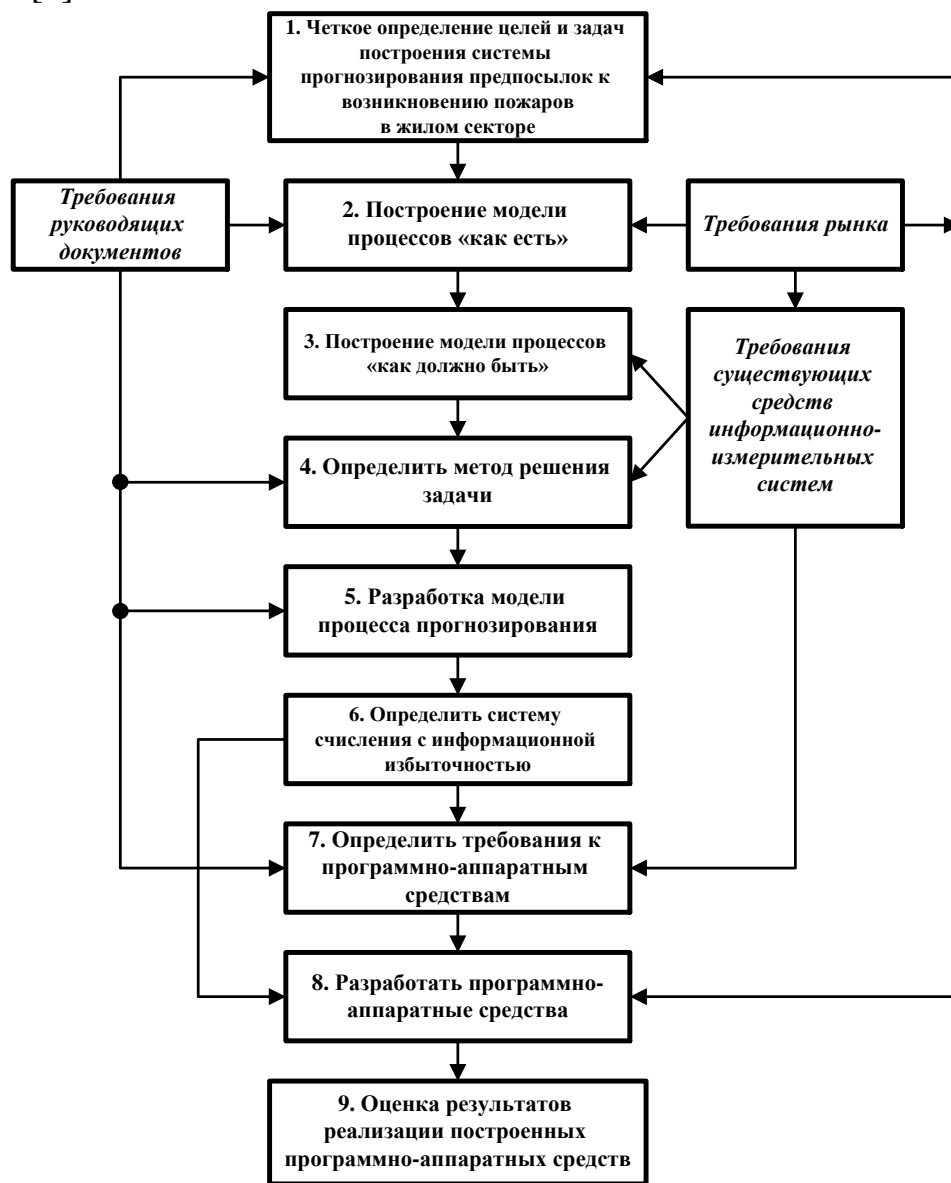 1. Четкое определение целей и задач
построения системы
прогнозирования предпосылок к
возникновению пожаров
в жилом секторе
Требования
руководящих
документов
2. Построение модели
процессов «как есть»
Требования рынка
3. Построение модели процессов
«как должно быть»
Требования
существующих
средств
информационно-
измерительных
систем
4. Определить метод решения
задачи
5. Разработка модели
процесса прогнозирования
6. Определить систему
счисления с информационной
избыточностью
7. Определить требования к
программно-аппаратным
средствам
8. Разработать программно-
аппаратные средства
9. Оценка результатов
реализации построенных
программно-аппаратных средств